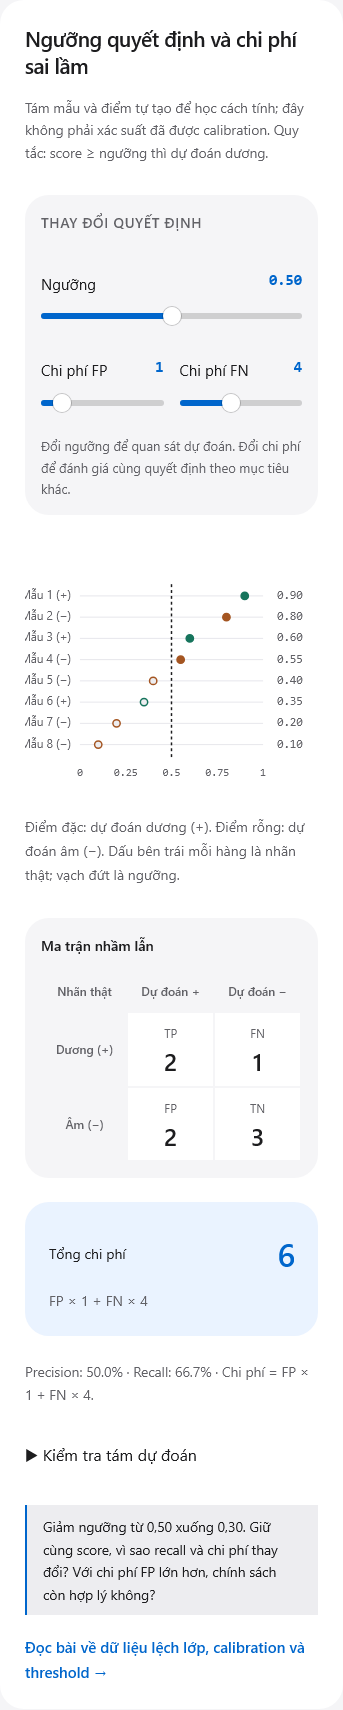 Ngưỡng quyết định và chi phí
sai lầm
Tám mẫu và điểm tự tạo để học cách tính; đây
không phải xác suất đã được calibration. Quy
tắc: score ≥ ngưỡng thì dự đoán dương.
THAY ĐỔI QUYẾT ĐỊNH
Ngưỡng 0.50
Chi phí FP 1 Chi phí FN 4
Đổi ngưỡng để quan sát dự đoán. Đổi chi phí
để đánh giá cùng quyết định theo mục tiêu
khác.
Mẫu 1 (+) 0.90
Mẫu 2 (−) 0.80
Mẫu 3 (+) 0.60
Mẫu 4 (−) 0.55
Mẫu 5 (−) 0.40
Mẫu 6 (+) 0.35
Mẫu 7 (−) 0.20
Mẫu 8 (−) 0.10
0 0.25 0.5 0.75 1
Điểm đặc: dự đoán dương (+). Điểm rỗng: dự
đoán âm (−). Dấu bên trái mỗi hàng là nhãn
thật; vạch đứt là ngưỡng.
Ma trận nhầm lẫn
Nhãn thật Dự đoán + Dự đoán −
TP FN
Dương (+) 2 1
FP TN
Âm (−) 2 3
Tổng chi phí 6
FP × 1 + FN × 4
Precision: 50.0% · Recall: 66.7% · Chi phí = FP ×
1 + FN × 4.
▶ Kiểm tra tám dự đoán
Giảm ngưỡng từ 0,50 xuống 0,30. Giữ
cùng score, vì sao recall và chi phí thay
đổi? Với chi phí FP lớn hơn, chính sách
còn hợp lý không?
Đọc bài về dữ liệu lệch lớp, calibration và
threshold →